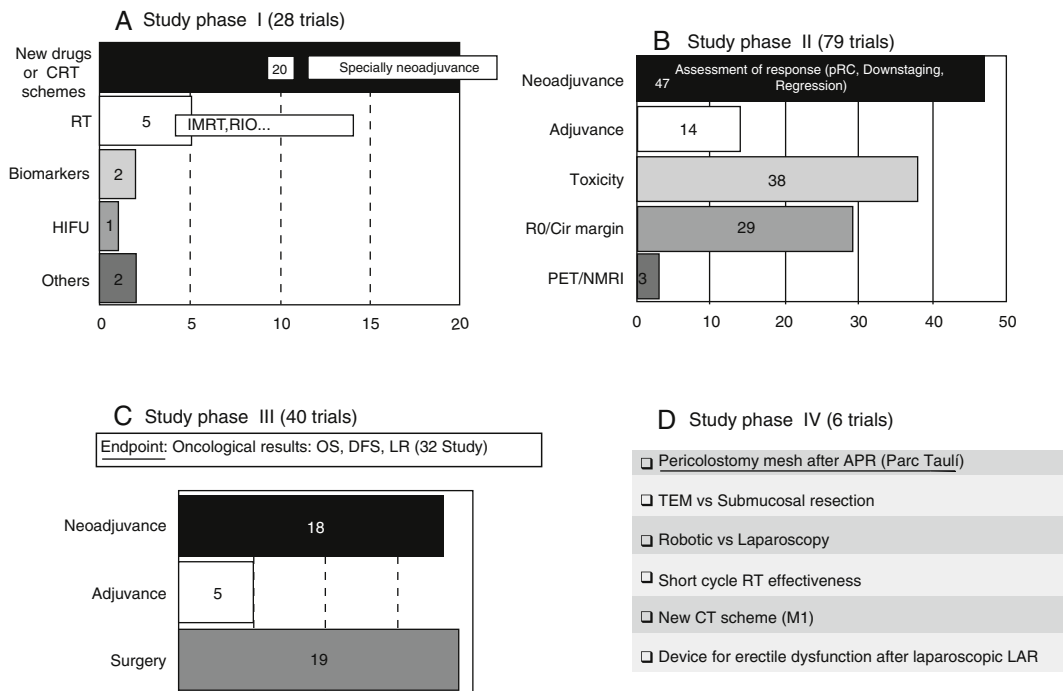 A Study phase I (28 trials)
New drugs
or CRT
schemes
20
Specially neoadjuvance
RT
5
IMRT,RIO...
Biomarkers
2
HIFU
1
Others
2
0 5 10 15 20
B Study phase II (79 trials)
Neoadjuvance
Assessment of response (pRC, Downstaging,
47
Regression)
Adjuvance
14
Toxicity
38
R0/Cir margin
29
PET/NMRI
3
0 10 20 30 40 50
C Study phase III (40 trials)
Endpoint: Oncological results: OS, DFS, LR (32 Study)
Neoadjuvance
18
Adjuvance
5
Surgery
19
D Study phase IV (6 trials)
❑ Pericolostomy mesh after APR (Parc Taulí)
❑ TEM vs Submucosal resection
❑ Robotic vs Laparoscopy
❑ Short cycle RT effectiveness
❑ New CT scheme (M1)
❑ Device for erectile dysfunction after laparoscopic LAR